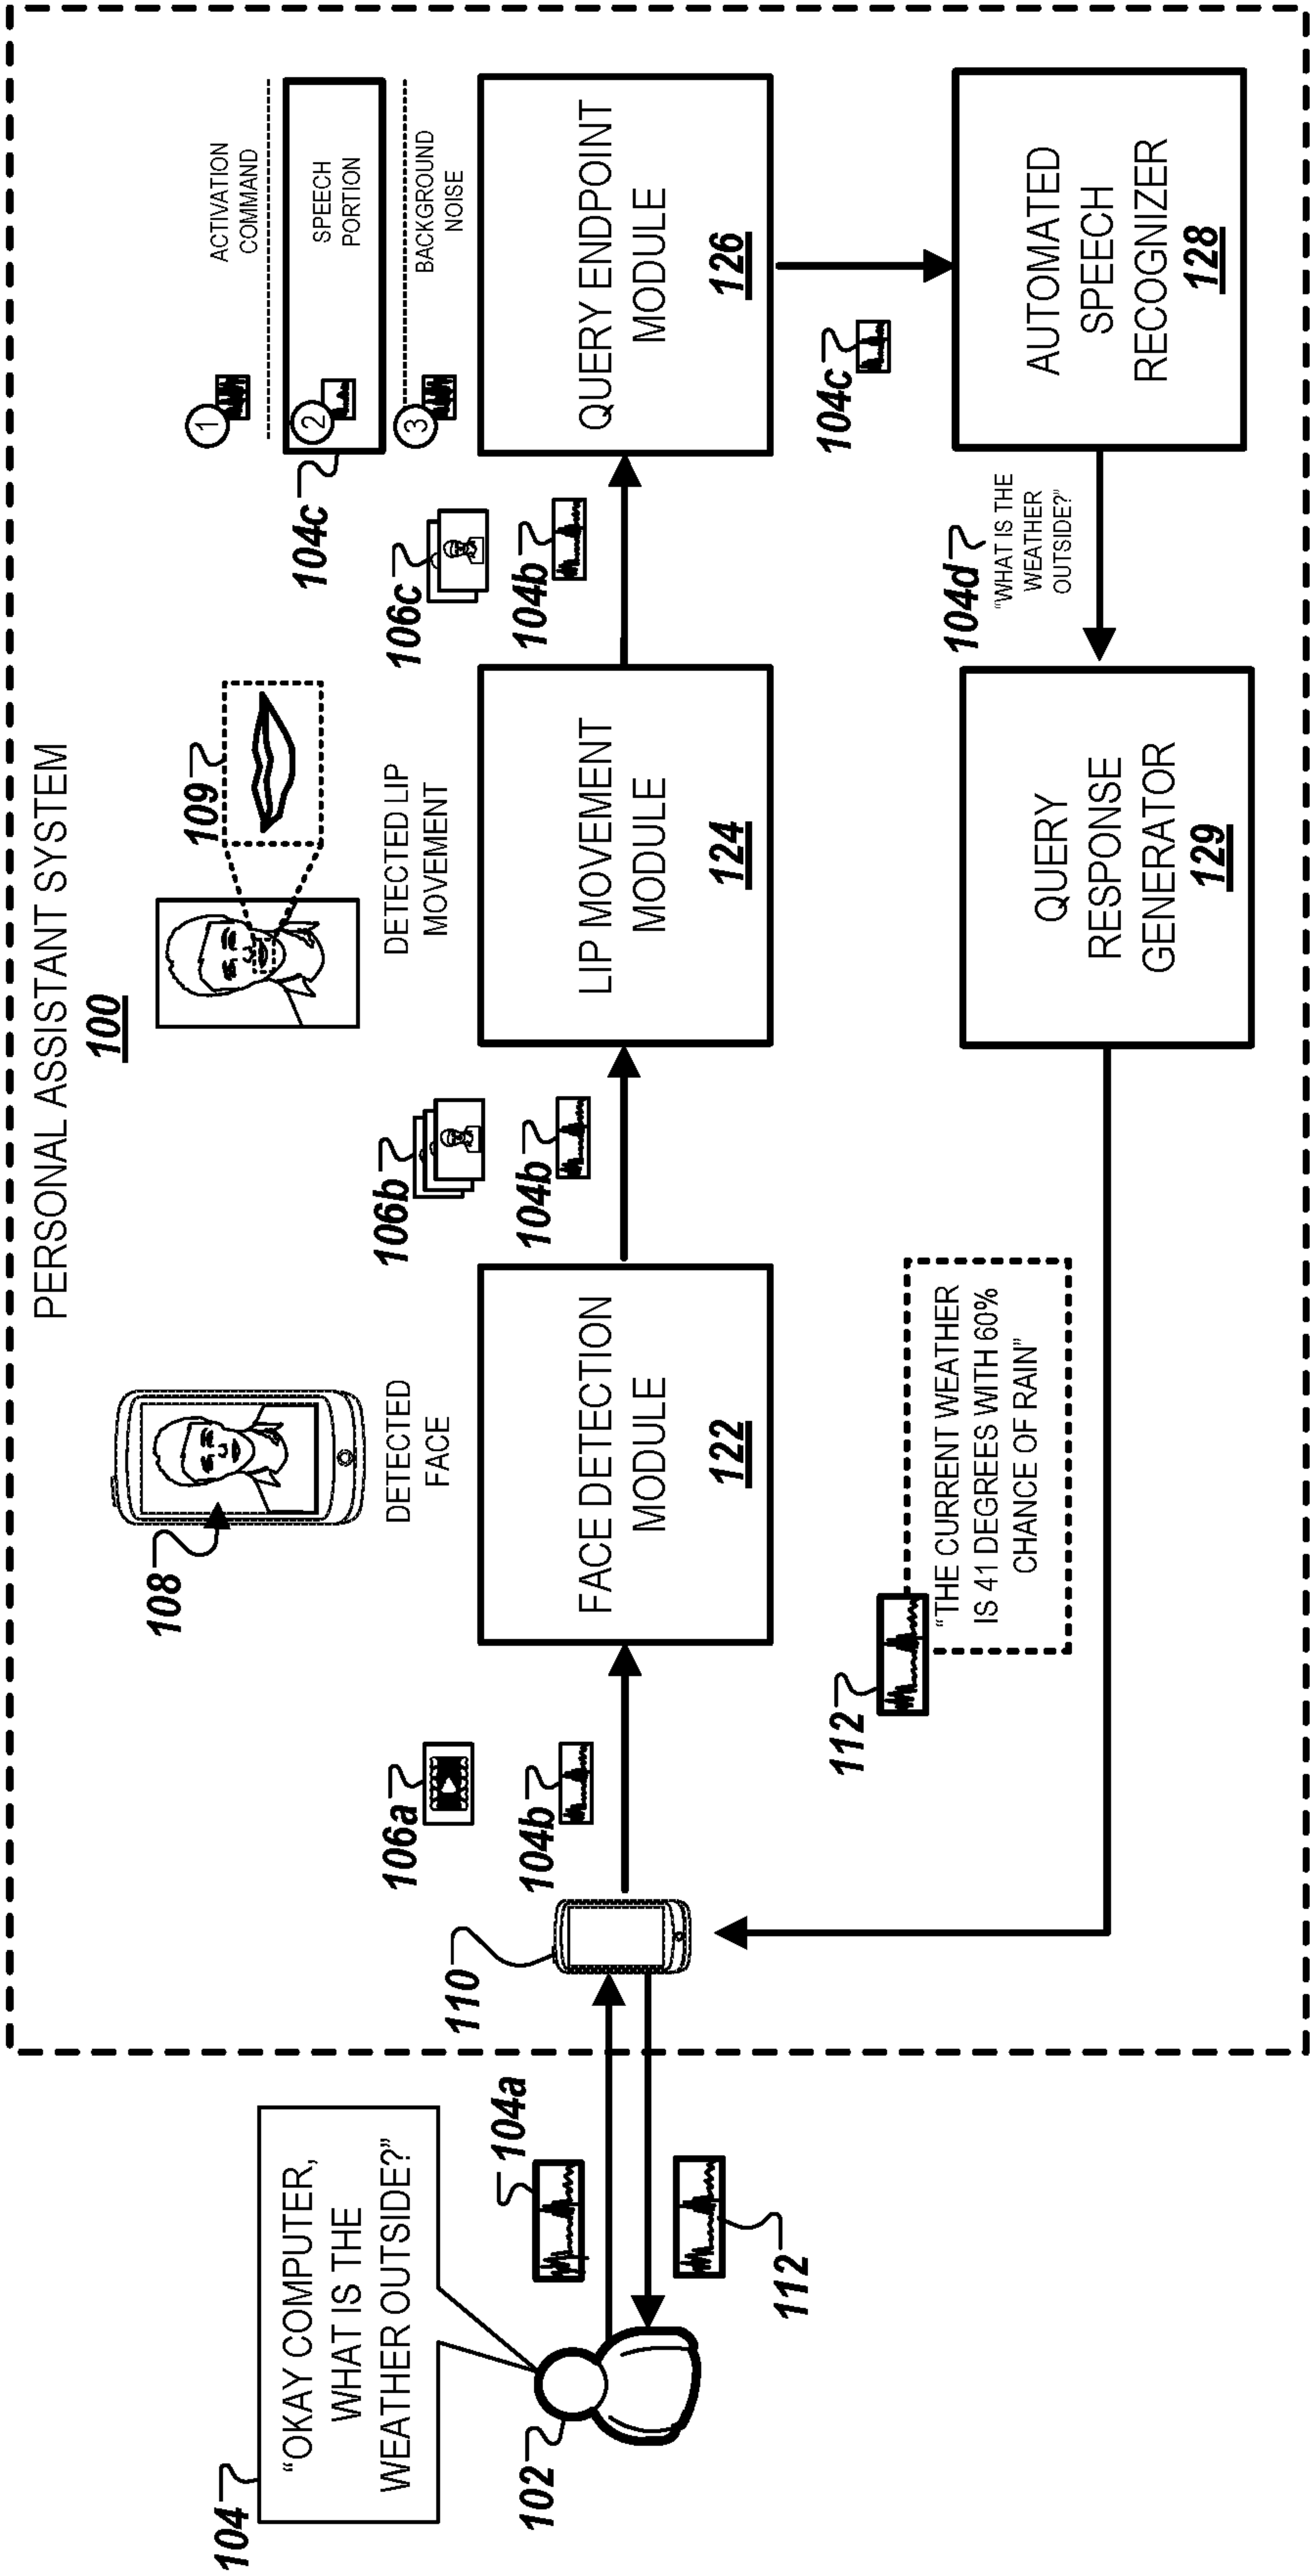 PERSONAL ASSISTANT SYSTEM
100
104
"OKAY COMPUTER,
WHAT IS THE
WEATHER OUTSIDE?"
102
104a
112
110
106a
104b
108
DETECTED
FACE
FACE DETECTION
MODULE
122
106b
104b
109
DETECTED LIP
MOVEMENT
LIP MOVEMENT
MODULE
124
106c
104b
1
ACTIVATION
COMMAND
104c
2
SPEECH
PORTION
3
BACKGROUND
NOISE
QUERY ENDPOINT
MODULE
126
104c
AUTOMATED
SPEECH
RECOGNIZER
128
104d
"WHAT IS THE
WEATHER
OUTSIDE?"
QUERY
RESPONSE
GENERATOR
129
112
"THE CURRENT WEATHER
IS 41 DEGREES WITH 60%
CHANCE OF RAIN"